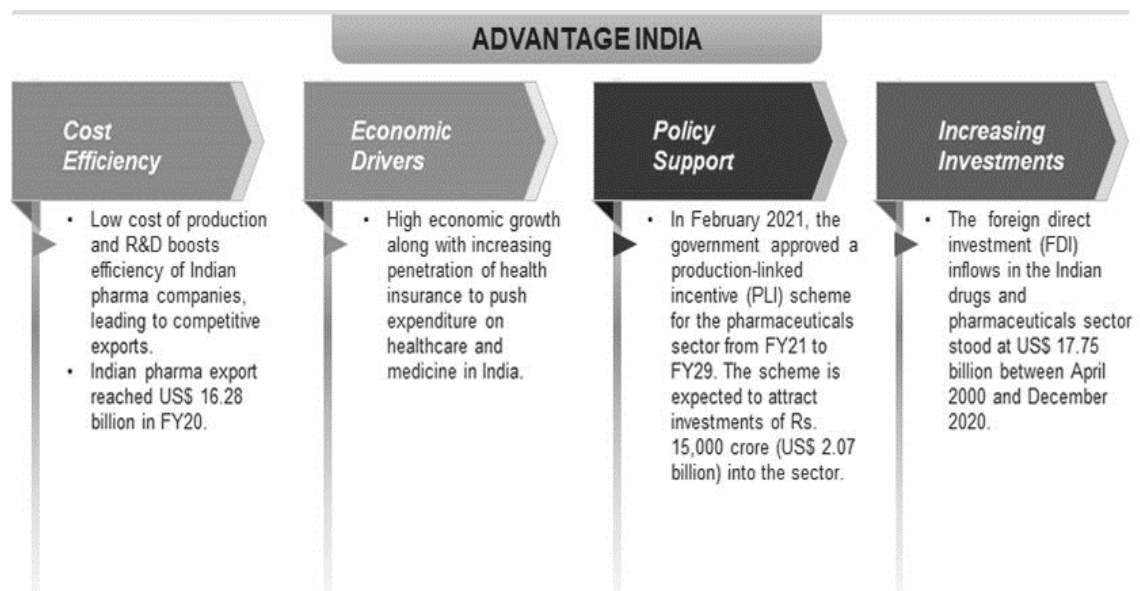 ADVANTAGE INDIA
Cost
Efficiency
• Low cost of production
and R&D boosts
efficiency of Indian
pharma companies,
leading to competitive
exports.
• Indian pharma export
reached US$ 16.28
billion in FY20.
Economic
Drivers
• High economic growth
along with increasing
penetration of health
insurance to push
expenditure on
healthcare and
medicine in India.
Policy
Support
• In February 2021, the
government approved a
production-linked
incentive (PLI) scheme
for the pharmaceuticals
sector from FY21 to
FY29. The scheme is
expected to attract
investments of Rs.
15,000 crore (US$ 2.07
billion) into the sector.
Increasing
Investments
• The foreign direct
investment (FDI)
inflows in the Indian
drugs and
pharmaceuticals sector
stood at US$ 17.75
billion between April
2000 and December
2020.